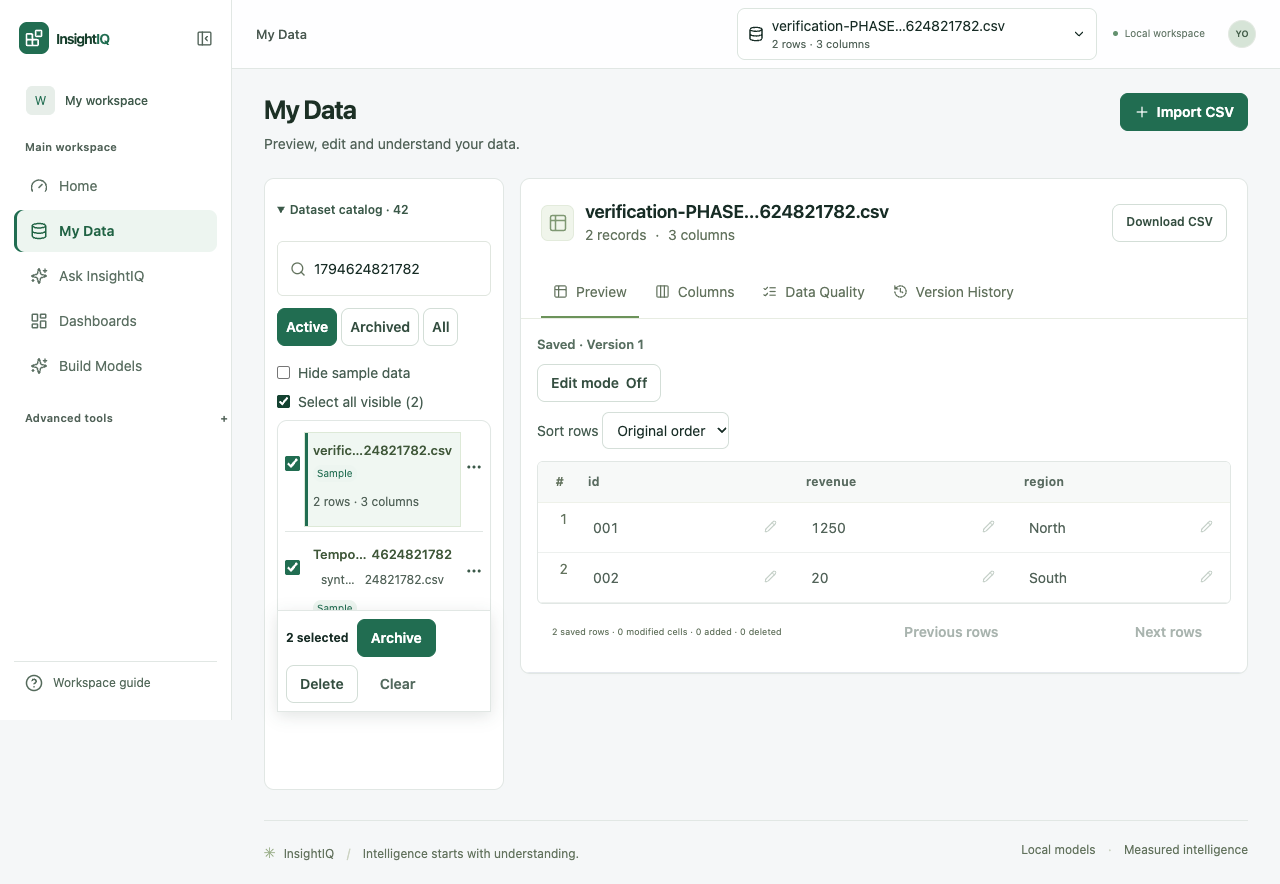 InsightIQ
My Data
verification-PHASE...624821782.csv
2 rows · 3 columns
Local workspace
YO
W
My workspace
Main workspace
Home
My Data
Ask InsightIQ
Dashboards
Build Models
Advanced tools
+
Workspace guide
My Data
Preview, edit and understand your data.
+ Import CSV
▼ Dataset catalog · 42
1794624821782
Active
Archived
All
Hide sample data
Select all visible (2)
verific...24821782.csv
Sample
2 rows · 3 columns
Tempo... 4624821782
synt... 24821782.csv
Sample
2 selected
Archive
Delete
Clear
verification-PHASE...624821782.csv
2 records · 3 columns
Download CSV
Preview
Columns
Data Quality
Version History
Saved · Version 1
Edit mode Off
Sort rows
Original order
# id revenue region
1 001 1250 North
2 002 20 South
2 saved rows · 0 modified cells · 0 added · 0 deleted
Previous rows
Next rows
InsightIQ / Intelligence starts with understanding.
Local models · Measured intelligence